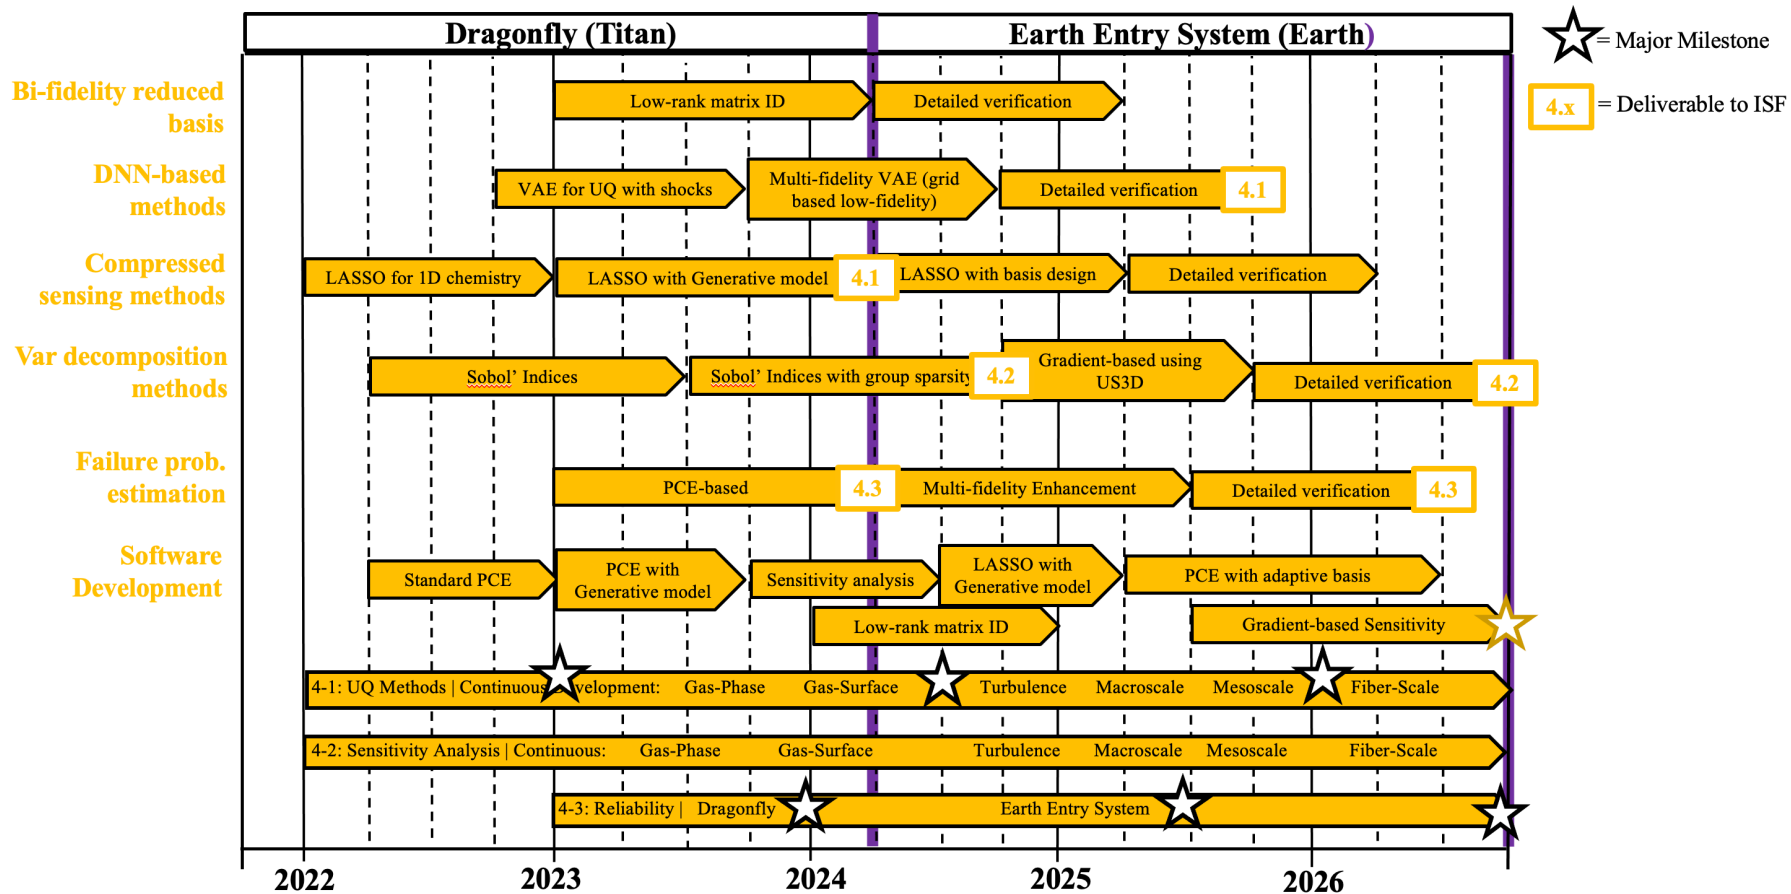 Dragonfly (Titan)
Earth Entry System (Earth)
= Major Milestone
4.x
= Deliverable to ISF
Bi-fidelity reduced
basis
Low-rank matrix ID
Detailed verification
DNN-based
methods
VAE for UQ with shocks
Multi-fidelity VAE (grid
based low-fidelity)
Detailed verification
4.1
Compressed
sensing methods
LASSO for 1D chemistry
LASSO with Generative model
4.1
LASSO with basis design
Detailed verification
Var decomposition
methods
Sobol’ Indices
Sobol’ Indices with group sparsity
4.2
Gradient-based using
US3D
Detailed verification
4.2
Failure prob.
estimation
PCE-based
4.3
Multi-fidelity Enhancement
Detailed verification
4.3
Software
Development
Standard PCE
PCE with
Generative model
Sensitivity analysis
LASSO with
Generative model
PCE with adaptive basis
Low-rank matrix ID
Gradient-based Sensitivity
4-1: UQ Methods | Continuous evelopment: Gas-Phase Gas-Surface Turbulence Macroscale Mesoscale Fiber-Scale
4-2: Sensitivity Analysis | Continuous: Gas-Phase Gas-Surface Turbulence Macroscale Mesoscale Fiber-Scale
4-3: Reliability | Dragonfly Earth Entry System
2022 2023 2024 2025 2026